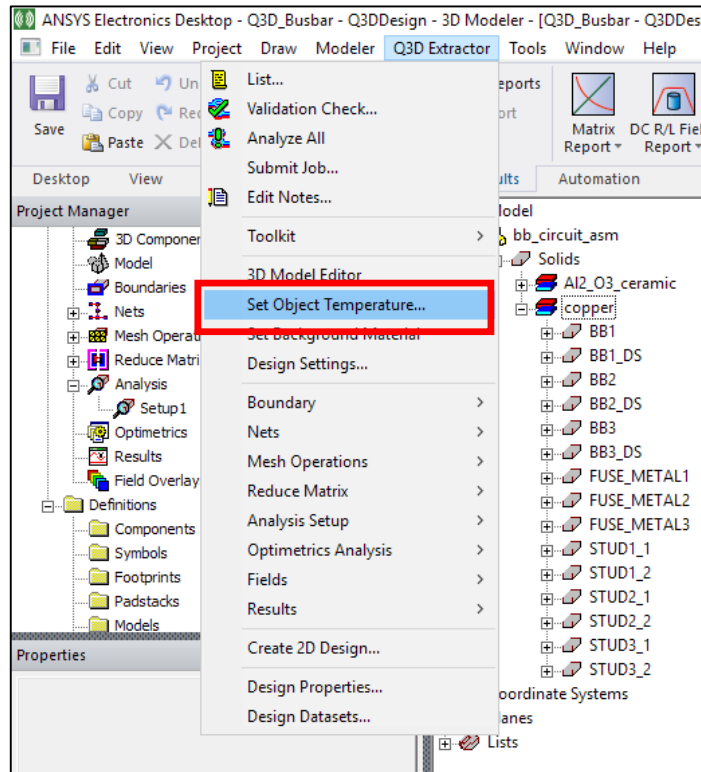 ANSYS Electronics Desktop - Q3D_Busbar - Q3DDesign - 3D Modeler - [Q3D_Busbar - Q3DDes
File Edit View Project Draw Modeler Q3D Extractor Tools Window Help
Save
Cut
Un
Copy
Paste
Matrix
Report
DC R/L Fie
Report
Desktop View
Automation
Project Manager
3D Componer
Model
Boundaries
Nets
Mesh Operat
Reduce Matri
Analysis
Setup1
Optimetrics
Results
Field Overlay
Definitions
Components
Symbols
Footprints
Padstacks
Models
Properties
List...
Validation Check...
Analyze All
Submit Job...
Edit Notes...
Toolkit
3D Model Editor
Set Object Temperature...
Set Background Material
Design Settings...
Boundary
Nets
Mesh Operations
Reduce Matrix
Analysis Setup
Optimetrics Analysis
Fields
Results
Create 2D Design...
Design Properties...
Design Datasets...
bb_circuit_asm
Solids
Al2_O3_ceramic
copper
BB1
BB1_DS
BB2
BB2_DS
BB3
BB3_DS
FUSE_METAL1
FUSE_METAL2
FUSE_METAL3
STUD1_1
STUD1_2
STUD2_1
STUD2_2
STUD3_1
STUD3_2
oordinate Systems
anes
Lists